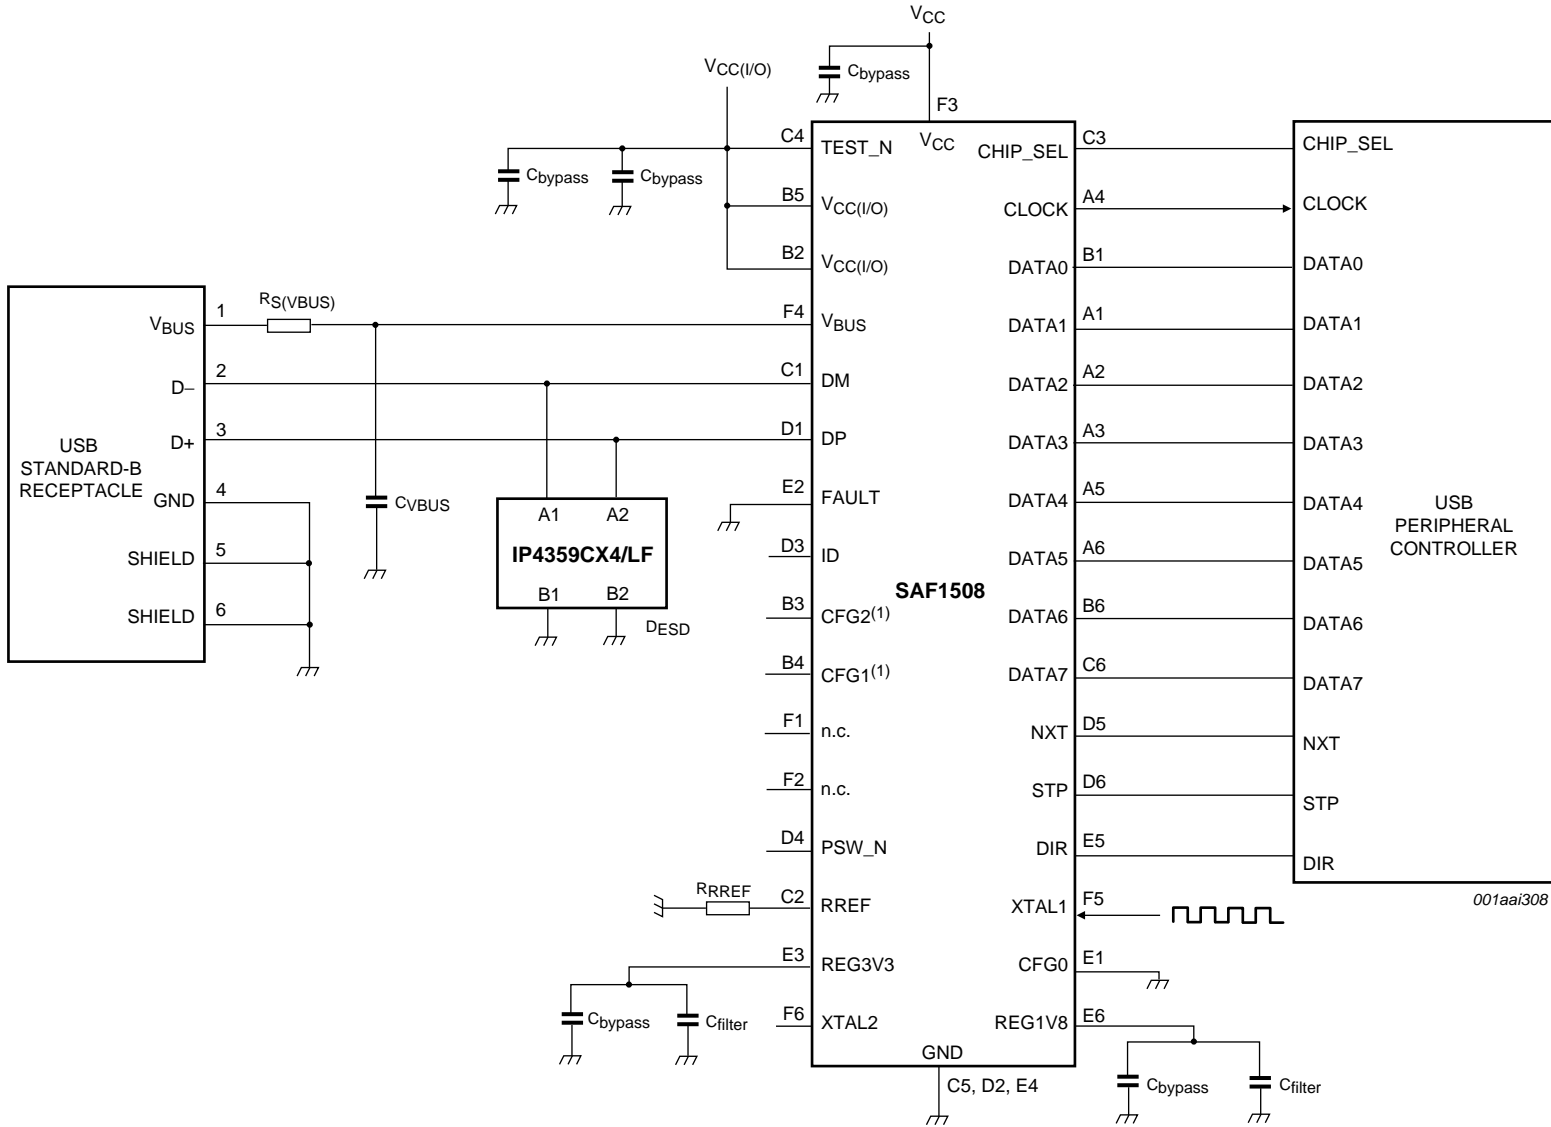 VCC
VCC(I/O)
Cbypass
F3
VCC
Cbypass
Cbypass
USB
STANDARD-B
RECEPTACLE
VBUS
1
D–
2
D+
3
GND
4
SHIELD
5
SHIELD
6
RS(VBUS)
CVBUS
A1
A2
IP4359CX4/LF
B1
B2
DESD
C4
TEST_N
B5
VCC(I/O)
B2
VCC(I/O)
F4
VBUS
C1
DM
D1
DP
E2
FAULT
D3
ID
B3
CFG2(1)
B4
CFG1(1)
F1
n.c.
F2
n.c.
D4
PSW_N
RRREF
C2
RREF
E3
REG3V3
Cbypass
Cfilter
F6
XTAL2
SAF1508
GND
C5, D2, E4
CHIP_SEL
C3
CHIP_SEL
CLOCK
A4
CLOCK
DATA0
B1
DATA0
DATA1
A1
DATA1
DATA2
A2
DATA2
DATA3
A3
DATA3
DATA4
A5
DATA4
DATA5
A6
DATA5
DATA6
B6
DATA6
DATA7
C6
DATA7
NXT
D5
NXT
STP
D6
STP
DIR
E5
DIR
XTAL1
F5
CFG0
E1
REG1V8
E6
Cbypass
Cfilter
USB
PERIPHERAL
CONTROLLER
001aai308